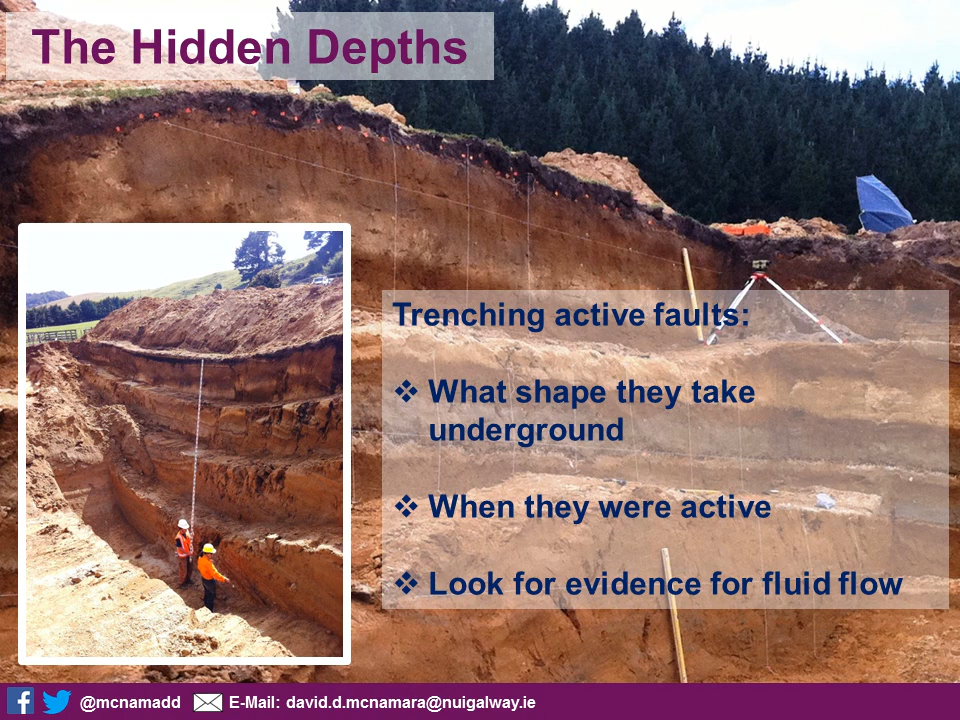 The Hidden Depths
Trenching active faults:
❖ What shape they take
underground
❖ When they were active
❖ Look for evidence for fluid flow
@mcnamadd E-Mail: david.d.mcnamara@nuigalway.ie